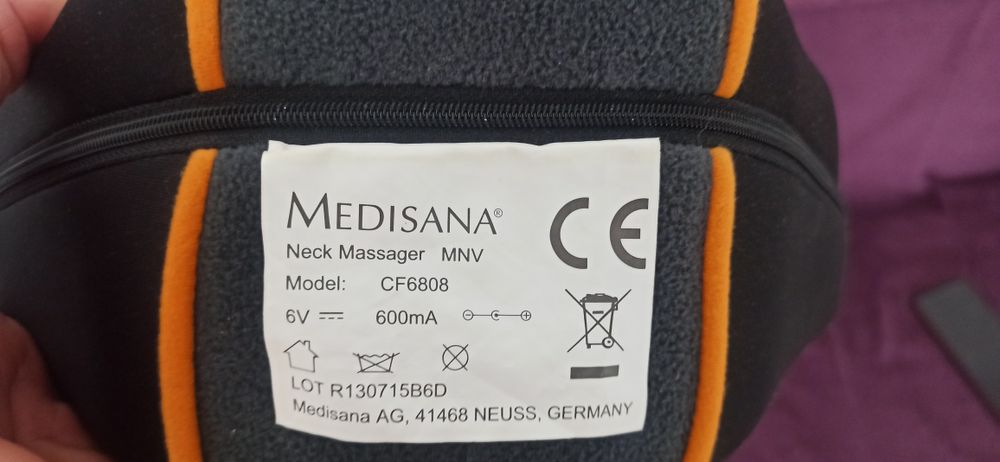 MEDISANA®
CE
Neck Massager MNV
Model: CF6808
6V 600mA
LOT R130715B6D
Medisana AG, 41468 NEUSS, GERMANY